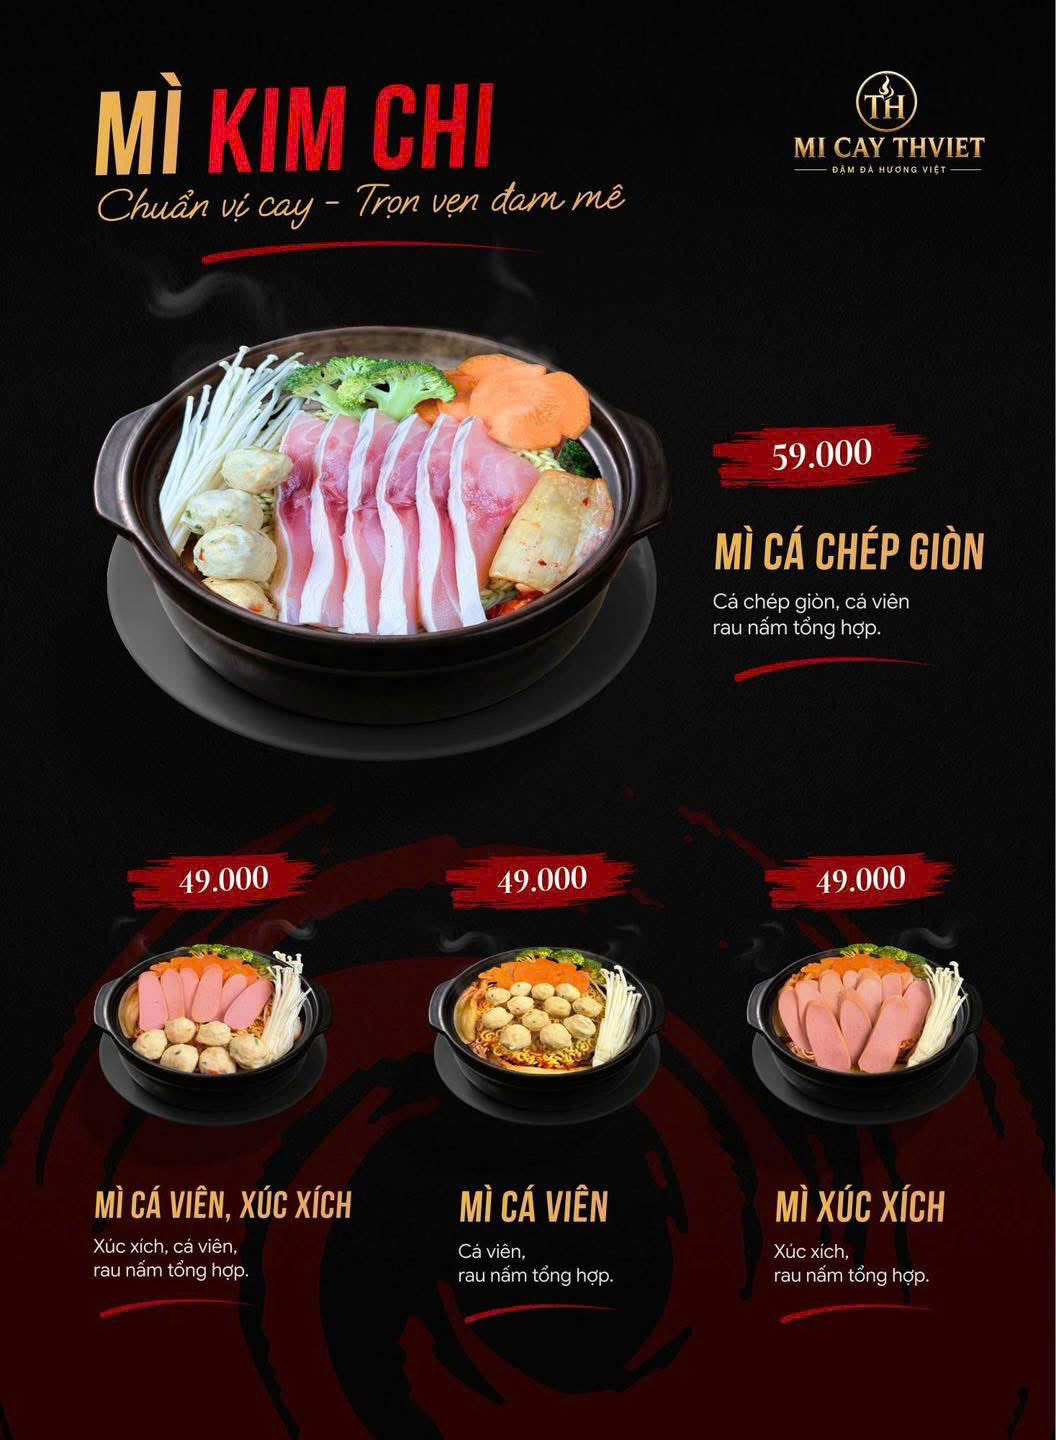 MÌ KIM CHI
Chuẩn vị cay - Trọn vẹn đam mê
TH
MI CAY THVIET
ĐẬM ĐÀ HƯƠNG VIỆT
59.000
MÌ CÁ CHÉP GIÒN
Cá chép giòn, cá viên
rau nấm tổng hợp.
49.000
49.000
49.000
MÌ CÁ VIÊN, XÚC XÍCH
Xúc xích, cá viên,
rau nấm tổng hợp.
MÌ CÁ VIÊN
Cá viên,
rau nấm tổng hợp.
MÌ XÚC XÍCH
Xúc xích,
rau nấm tổng hợp.